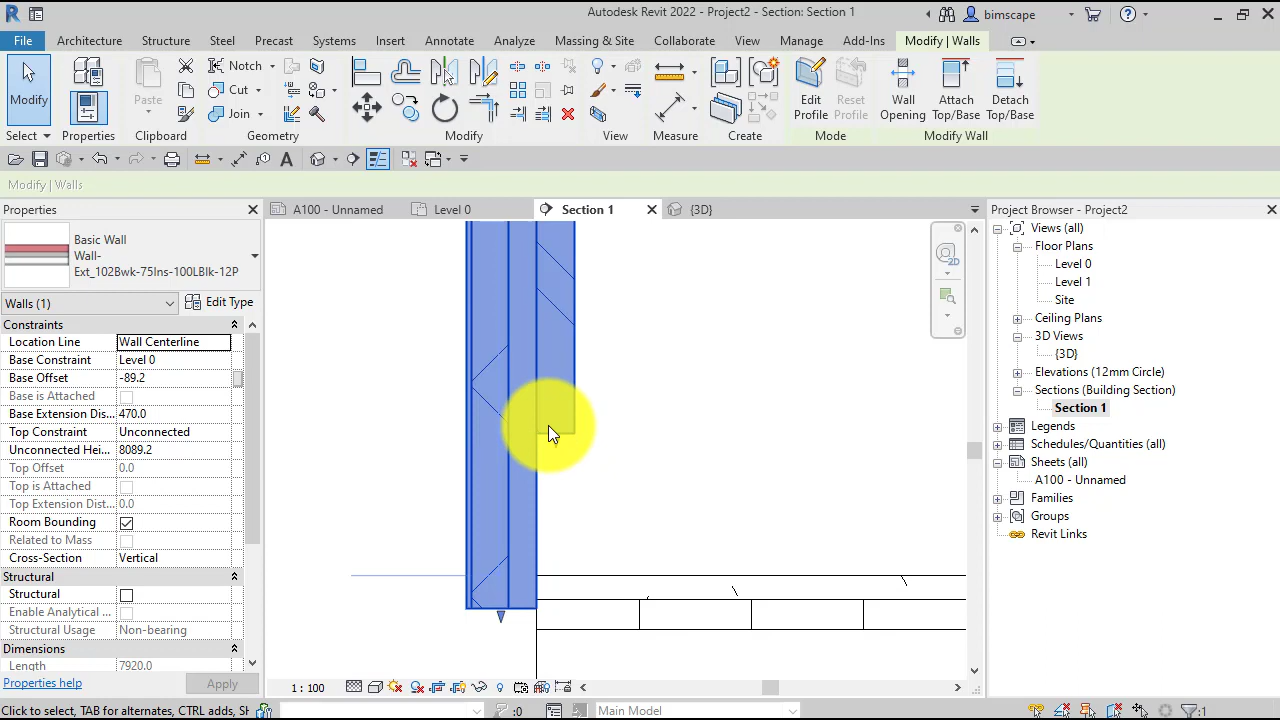 Autodesk Revit 2022 - Project2 - Section: Section 1
bimscape
File Architecture Structure Steel Precast Systems Insert Annotate Analyze Massing & Site Collaborate View Manage Add-Ins Modify | Walls
Modify
Paste
Notch
Cut
Join
Edit Profile
Reset Profile
Wall Opening
Attach Top/Base
Detach Top/Base
Select Properties Clipboard Geometry Modify View Measure Create Mode Modify Wall
Modify | Walls
Properties
A100 - Unnamed
Level 0
Section 1
{3D}
Project Browser - Project2
Basic Wall
Wall-
Ext_102Bwk-75Ins-100LBlk-12P
Walls (1)
Edit Type
Constraints
Location Line Wall Centerline
Base Constraint Level 0
Base Offset -89.2
Base is Attached
Base Extension Dis... 470.0
Top Constraint Unconnected
Unconnected Hei... 8089.2
Top Offset 0.0
Top is Attached
Top Extension Dist... 0.0
Room Bounding
Related to Mass
Cross-Section Vertical
Structural
Structural
Enable Analytical ...
Structural Usage Non-bearing
Dimensions
Length 7920.0
Properties help
Apply
Views (all)
Floor Plans
Level 0
Level 1
Site
Ceiling Plans
3D Views
{3D}
Elevations (12mm Circle)
Sections (Building Section)
Section 1
Legends
Schedules/Quantities (all)
Sheets (all)
A100 - Unnamed
Families
Groups
Revit Links
2D
1 : 100
Click to select, TAB for alternates, CTRL adds, SH
:0
Main Model
:1